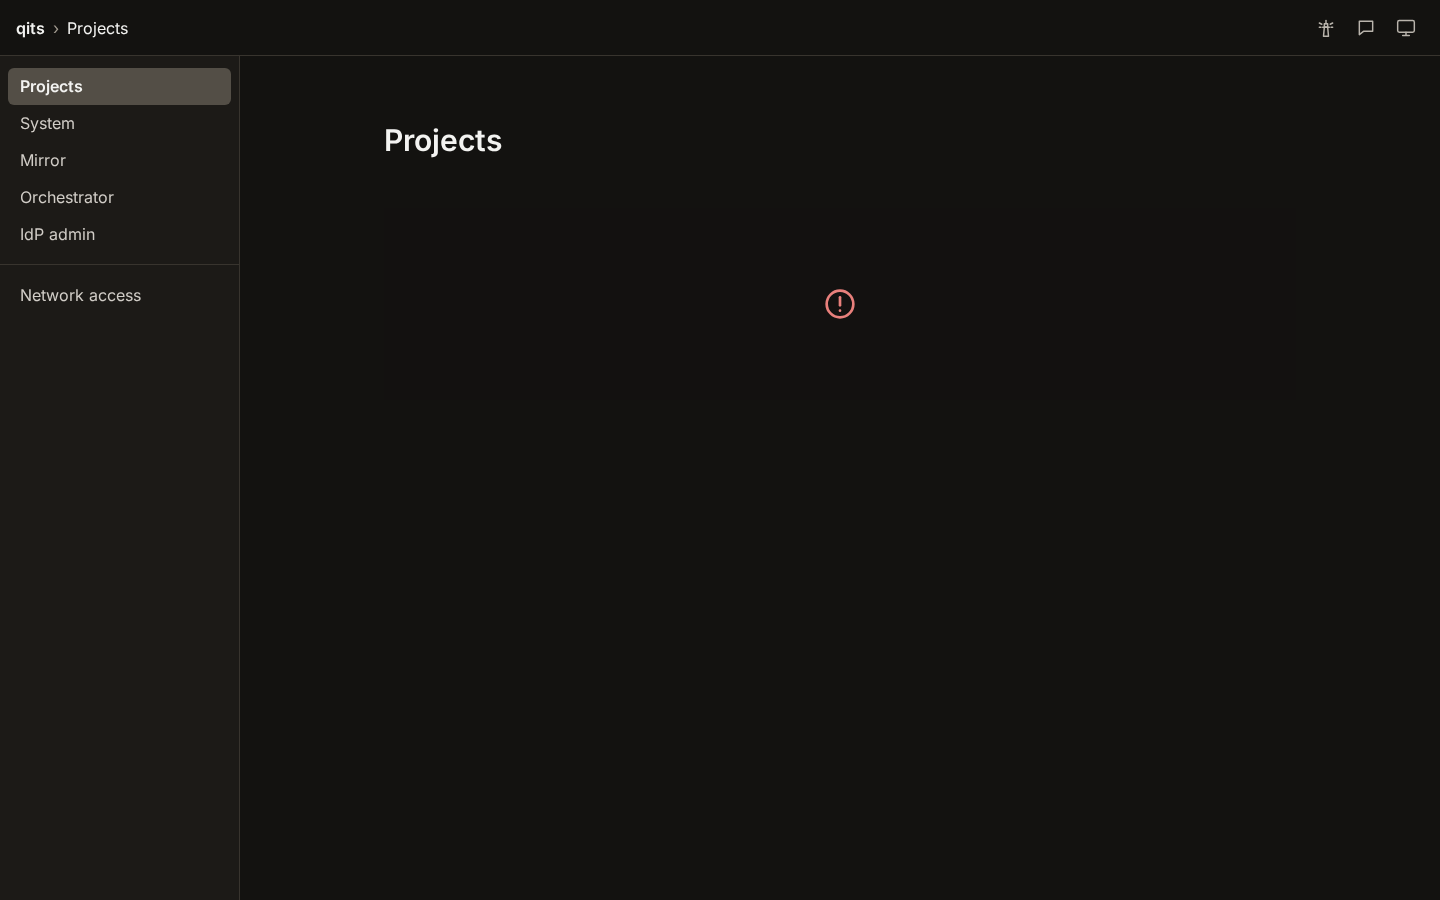 qits › Projects
Projects
System
Mirror
Orchestrator
IdP admin
Network access
Projects